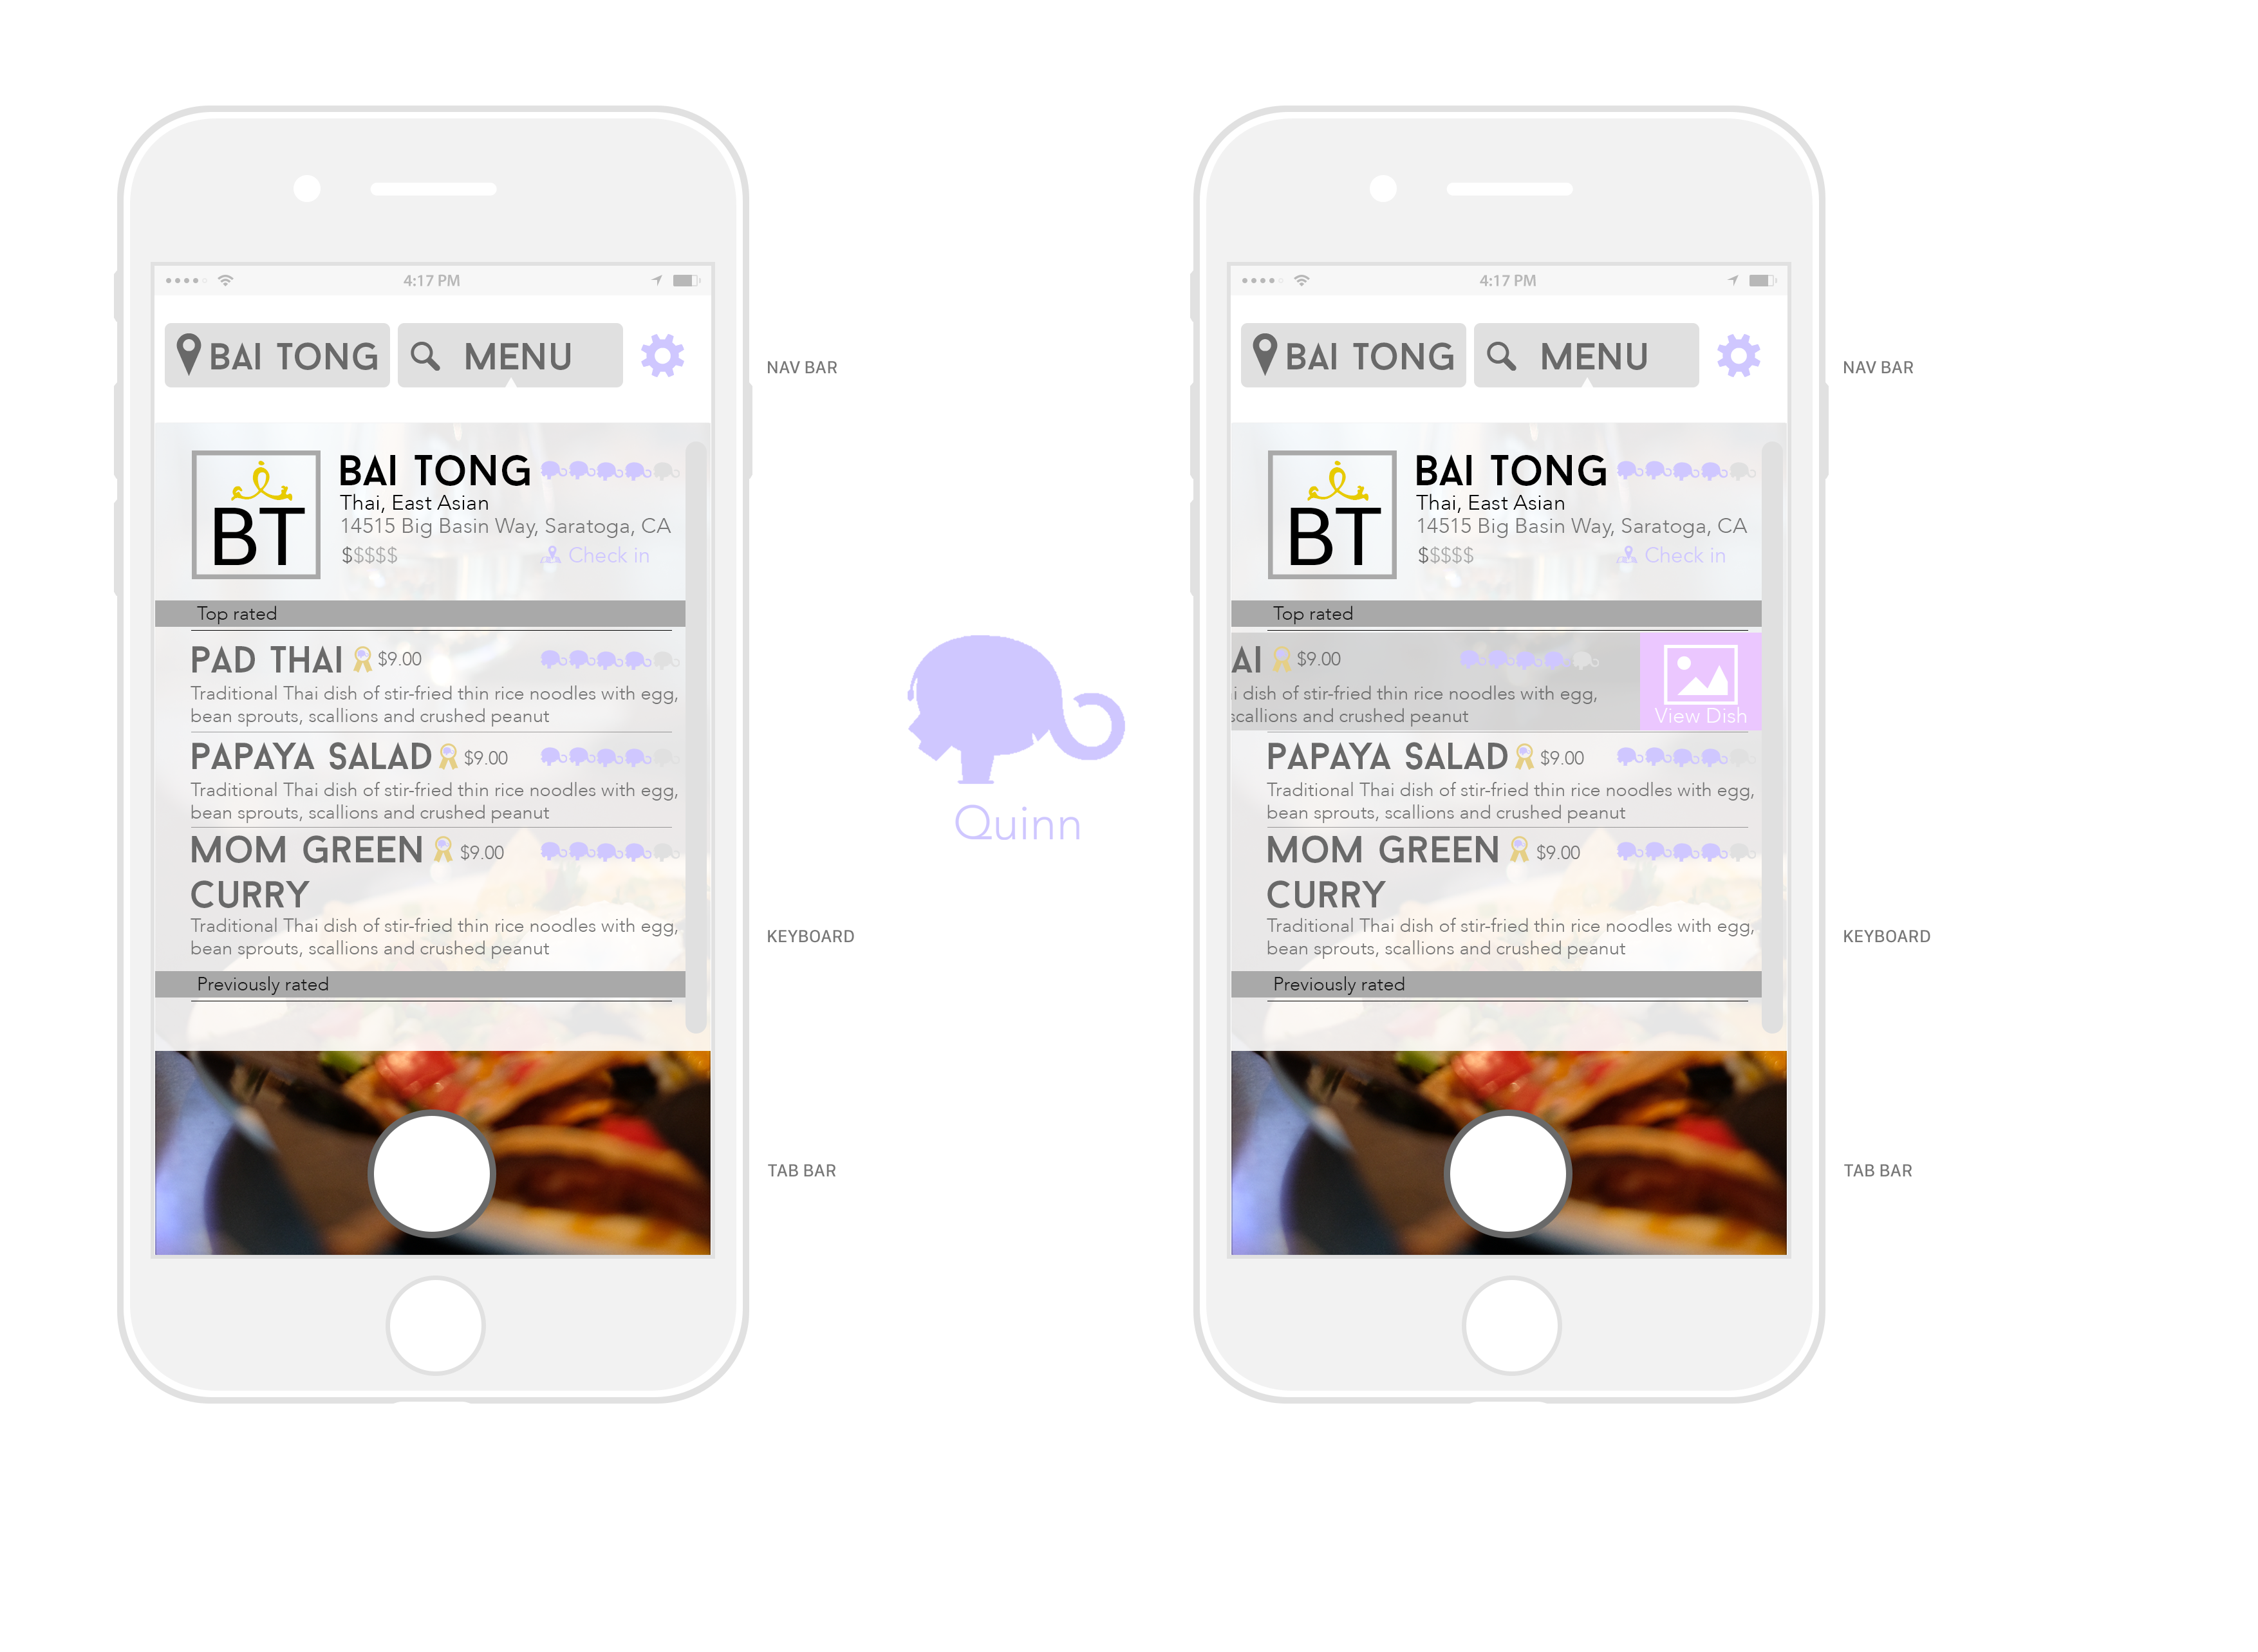 4:17 PM
BAI TONG
MENU
NAV BAR
BT
BAI TONG
Thai, East Asian
14515 Big Basin Way, Saratoga, CA
$$$$$
Check in
Top rated
PAD THAI $9.00
Traditional Thai dish of stir-fried thin rice noodles with egg,
bean sprouts, scallions and crushed peanut
PAPAYA SALAD $9.00
Traditional Thai dish of stir-fried thin rice noodles with egg,
bean sprouts, scallions and crushed peanut
MOM GREEN $9.00
CURRY
Traditional Thai dish of stir-fried thin rice noodles with egg,
bean sprouts, scallions and crushed peanut
Previously rated
KEYBOARD
TAB BAR
Quinn
4:17 PM
BAI TONG
MENU
NAV BAR
BT
BAI TONG
Thai, East Asian
14515 Big Basin Way, Saratoga, CA
$$$$$
Check in
Top rated
AI $9.00
i dish of stir-fried thin rice noodles with egg,
scallions and crushed peanut
View Dish
PAPAYA SALAD $9.00
Traditional Thai dish of stir-fried thin rice noodles with egg,
bean sprouts, scallions and crushed peanut
MOM GREEN $9.00
CURRY
Traditional Thai dish of stir-fried thin rice noodles with egg,
bean sprouts, scallions and crushed peanut
Previously rated
KEYBOARD
TAB BAR